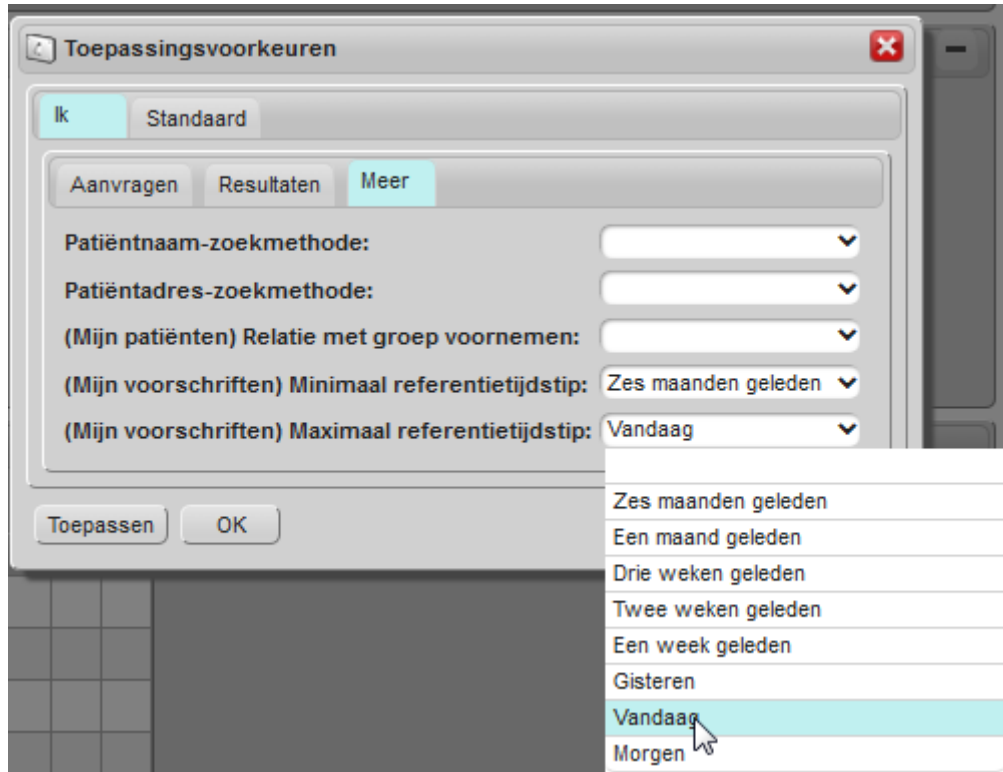 Toepassingsvoorkeuren
Ik Standaard
Aanvragen Resultaten Meer
Patiëntnaam-zoekmethode:
Patiëntadres-zoekmethode:
(Mijn patiënten) Relatie met groep voornemen:
(Mijn voorschriften) Minimaal referentietijdstip: Zes maanden geleden
(Mijn voorschriften) Maximaal referentietijdstip: Vandaag
Toepassen OK
Zes maanden geleden
Een maand geleden
Drie weken geleden
Twee weken geleden
Een week geleden
Gisteren
Vandaag
Morgen